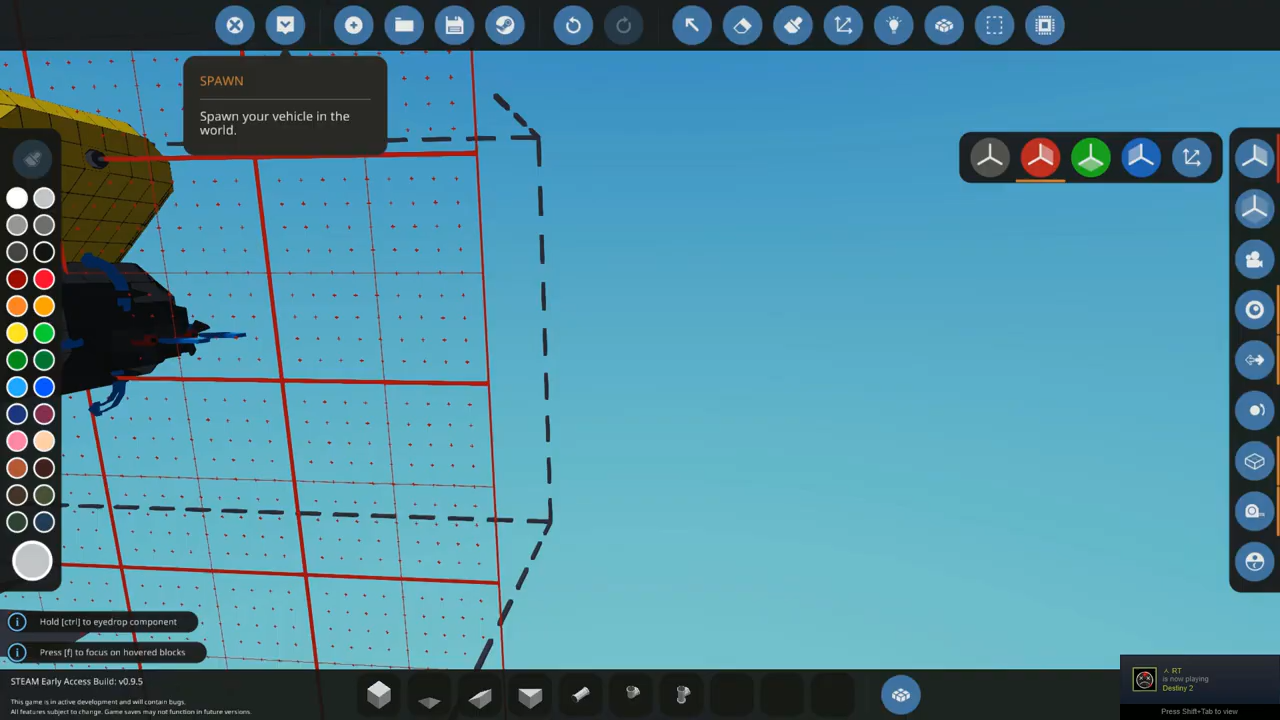 SPAWN
Spawn your vehicle in the
world.
Hold [ctrl] to eyedrop component
Press [f] to focus on hovered blocks
STEAM Early Access Build: v0.9.5
This game is in active development and will contain bugs.
All features subject to change. Game saves may not function in future versions.
人 IRT
is now playing
Destiny 2
Press Shift+Tab to view